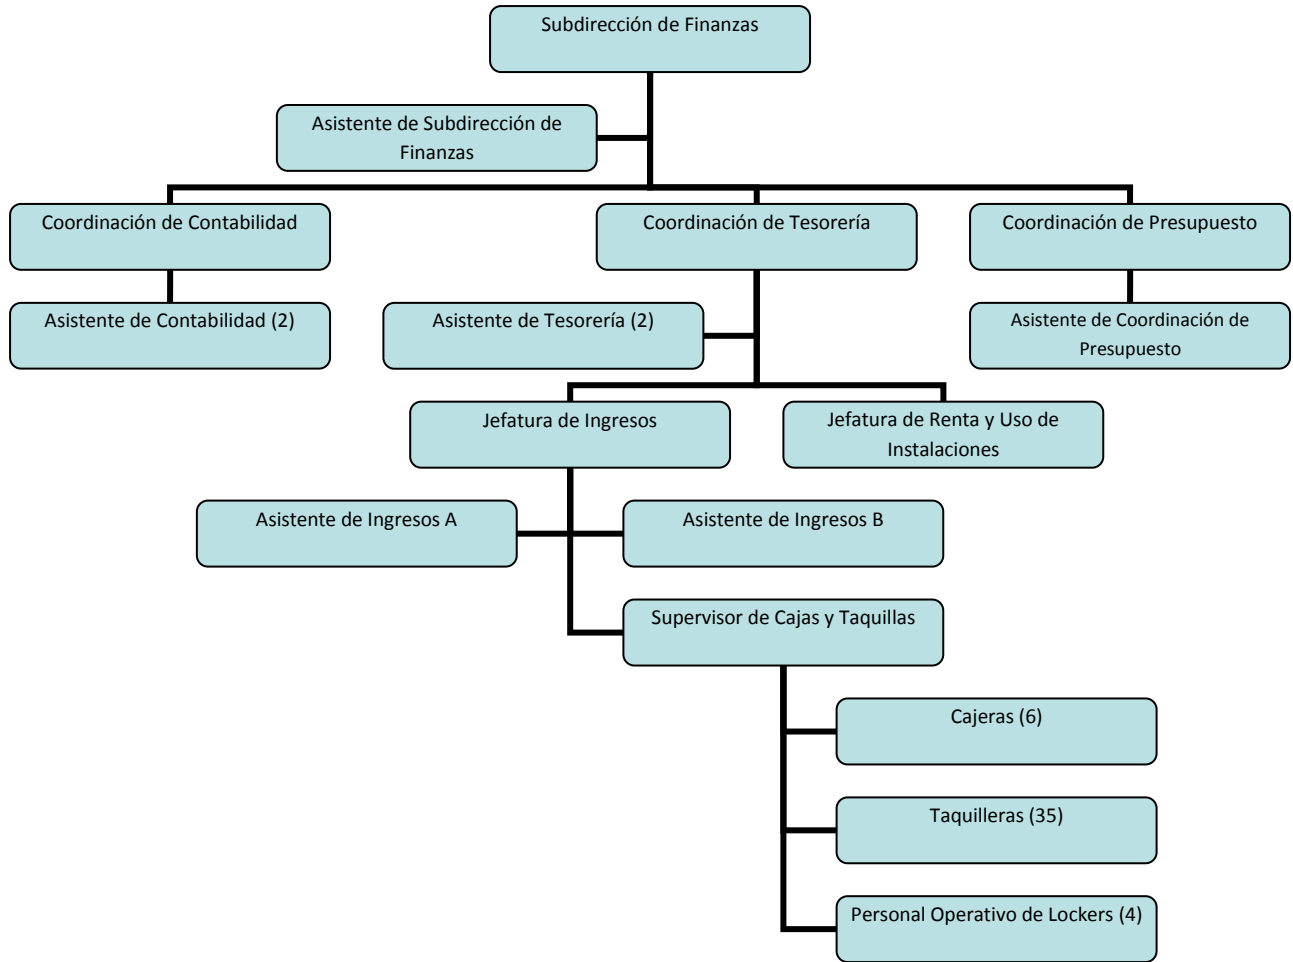 Subdirección de Finanzas
Asistente de Subdirección de
Finanzas
Coordinación de Contabilidad
Coordinación de Tesorería
Coordinación de Presupuesto
Asistente de Contabilidad (2)
Asistente de Tesorería (2)
Asistente de Coordinación de
Presupuesto
Jefatura de Ingresos
Jefatura de Renta y Uso de
Instalaciones
Asistente de Ingresos A
Asistente de Ingresos B
Supervisor de Cajas y Taquillas
Cajeras (6)
Taquilleras (35)
Personal Operativo de Lockers (4)